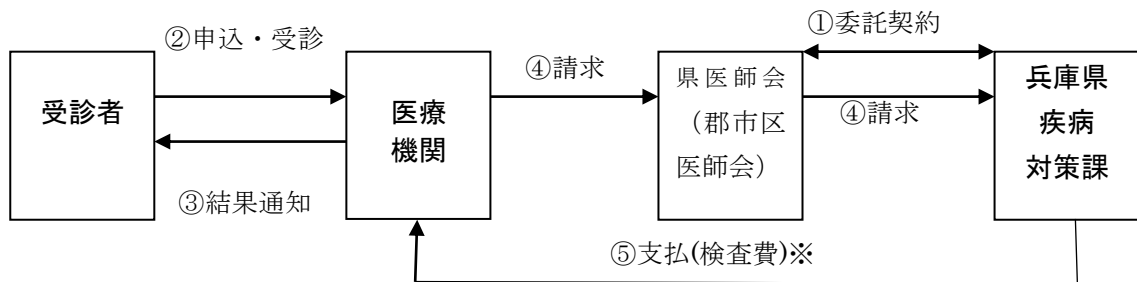 ①委託契約
②申込・受診
④請求
受診者
医療
機関
県医師会
（郡市区
医師会）
④請求
兵庫県
疾病
対策課
③結果通知
⑤支払(検査費)※